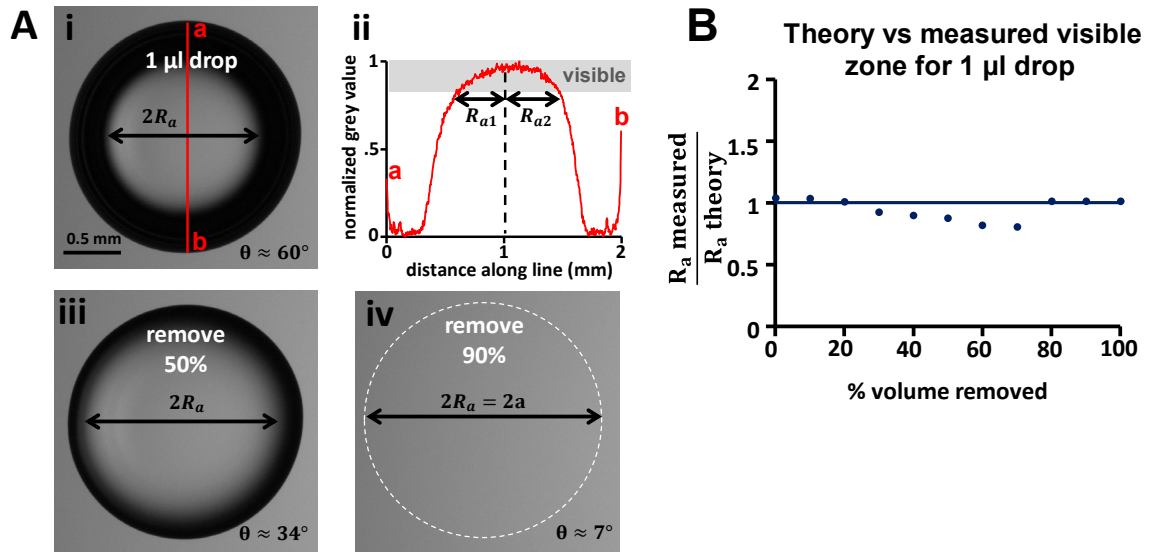 A
i
a
1 µl drop
2Rₐ
b
0.5 mm
θ ≈ 60°
ii
normalized grey value
1
.5
0
visible
Rₐ₁
Rₐ₂
a
b
0
1
2
distance along line (mm)
iii
remove
50%
2Rₐ
θ ≈ 34°
iv
remove
90%
2Rₐ = 2a
θ ≈ 7°
B
Theory vs measured visible
zone for 1 µl drop
Rₐ measured
Rₐ theory
2
1.5
1
0.5
0
0
20
40
60
80
100
% volume removed